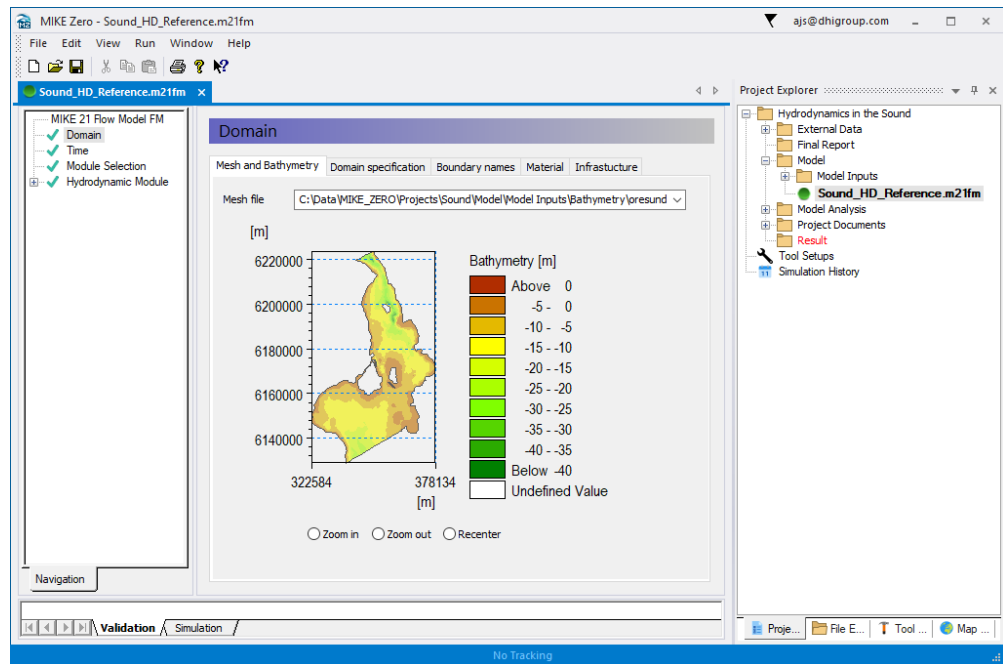 MIKE Zero - Sound_HD_Reference.m21fm
ajs@dhigroup.com
File Edit View Run Window Help
Sound_HD_Reference.m21fm
MIKE 21 Flow Model FM
Domain
Time
Module Selection
Hydrodynamic Module
Navigation
Domain
Mesh and Bathymetry Domain specification Boundary names Material Infrastucture
Mesh file C:\Data\MIKE_ZERO\Projects\Sound\Model\Model Inputs\Bathymetry\oresund
[m]
6220000
6200000
6180000
6160000
6140000
322584 378134
[m]
Bathymetry [m]
Above 0
-5 - 0
-10 - -5
-15 - -10
-20 - -15
-25 - -20
-30 - -25
-35 - -30
-40 - -35
Below -40
Undefined Value
Zoom in Zoom out Recenter
Validation Simulation
Project Explorer
Hydrodynamics in the Sound
External Data
Final Report
Model
Model Inputs
Sound_HD_Reference.m21fm
Model Analysis
Project Documents
Result
Tool Setups
11 Simulation History
Proje... File E... Tool ... Map ...
No Tracking